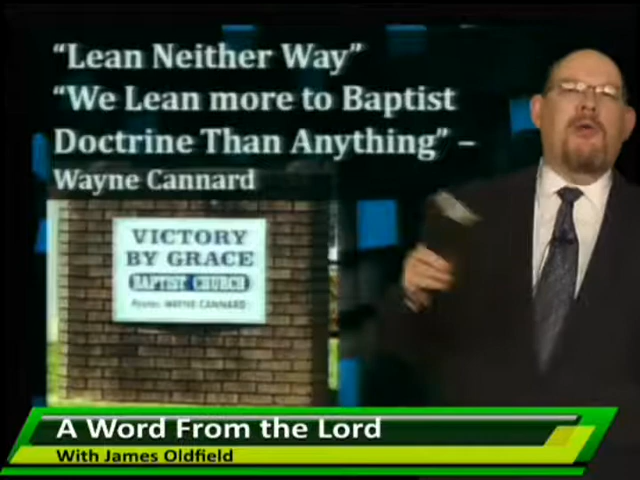 “Lean Neither Way”
“We Lean more to Baptist
Doctrine Than Anything” –
Wayne Cannard
VICTORY
BY GRACE
BAPTIST CHURCH
Pastor: WAYNE CANNARD
A Word From the Lord
With James Oldfield